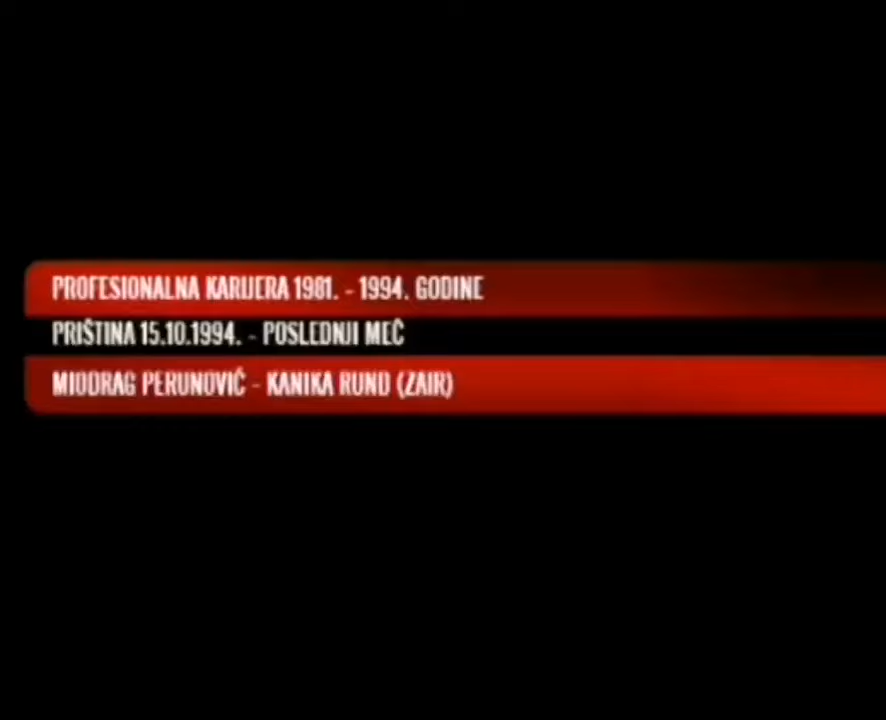 PROFESIONALNA KARIJERA 1981. - 1994. GODINE
PRIŠTINA 15.10.1994. - POSLEDNJI MEČ
MIODRAG PERUNOVIĆ - KANIKA RUND (ZAIR)